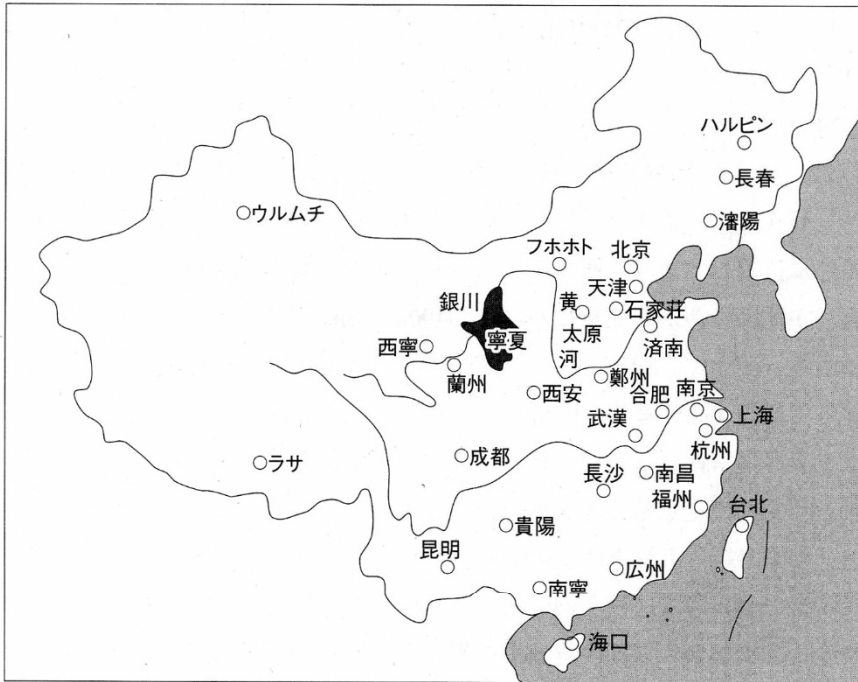 ハルピン
長春
瀋陽
ウルムチ
フホホト
北京
天津
銀川
黄
河
石家荘
太原
寧夏
済南
西寧
蘭州
西安
鄭州
合肥
南京
上海
武漢
杭州
成都
ラサ
長沙
南昌
福州
台北
貴陽
昆明
広州
南寧
海口